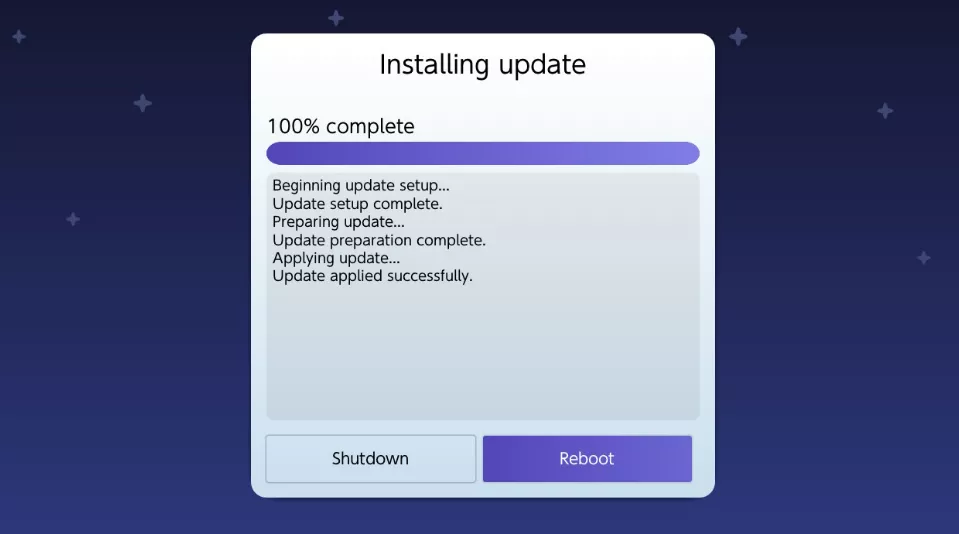 Installing update
100% complete
Beginning update setup...
Update setup complete.
Preparing update...
Update preparation complete.
Applying update...
Update applied successfully.
Shutdown
Reboot